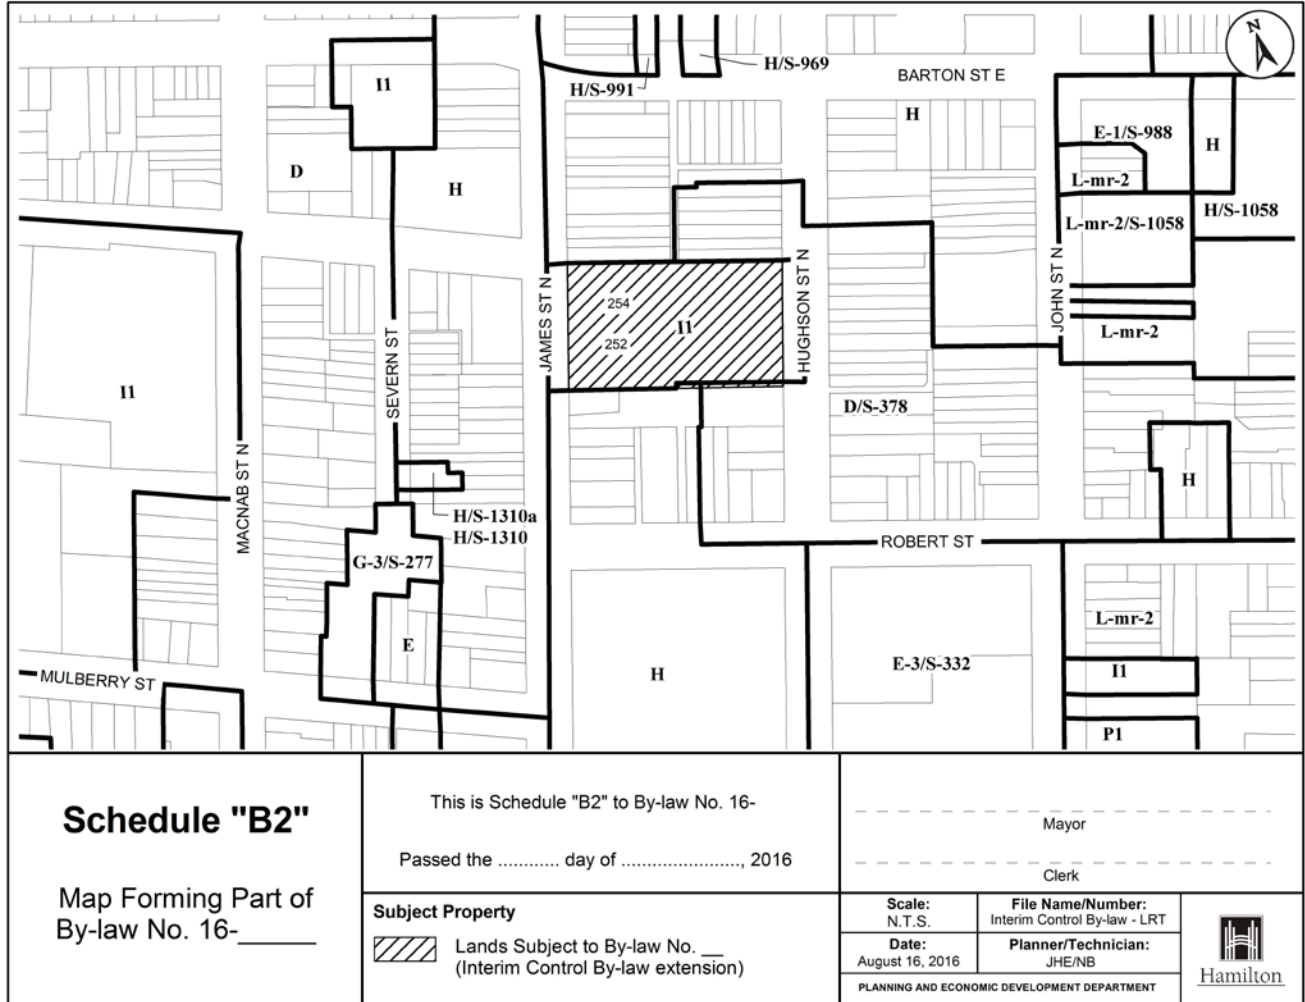 N
H/S-969
BARTON ST E
I1
H/S-991
H
E-1/S-988
H
D
H
L-mr-2
H/S-1058
L-mr-2/S-1058
JAMES ST N
HUGHSON ST N
JOHN ST N
254
I1
252
L-mr-2
SEVERN ST
I1
D/S-378
MACNAB ST N
H
H/S-1310a
H/S-1310
ROBERT ST
G-3/S-277
L-mr-2
E
E-3/S-332
I1
H
MULBERRY ST
P1
Schedule "B2"
Map Forming Part of
By-law No. 16-_____
This is Schedule "B2" to By-law No. 16-
Passed the ............ day of ......................, 2016
Subject Property
Lands Subject to By-law No. __
(Interim Control By-law extension)
Mayor
Clerk
Scale:
N.T.S.
File Name/Number:
Interim Control By-law - LRT
Date:
August 16, 2016
Planner/Technician:
JHE/NB
PLANNING AND ECONOMIC DEVELOPMENT DEPARTMENT
Hamilton